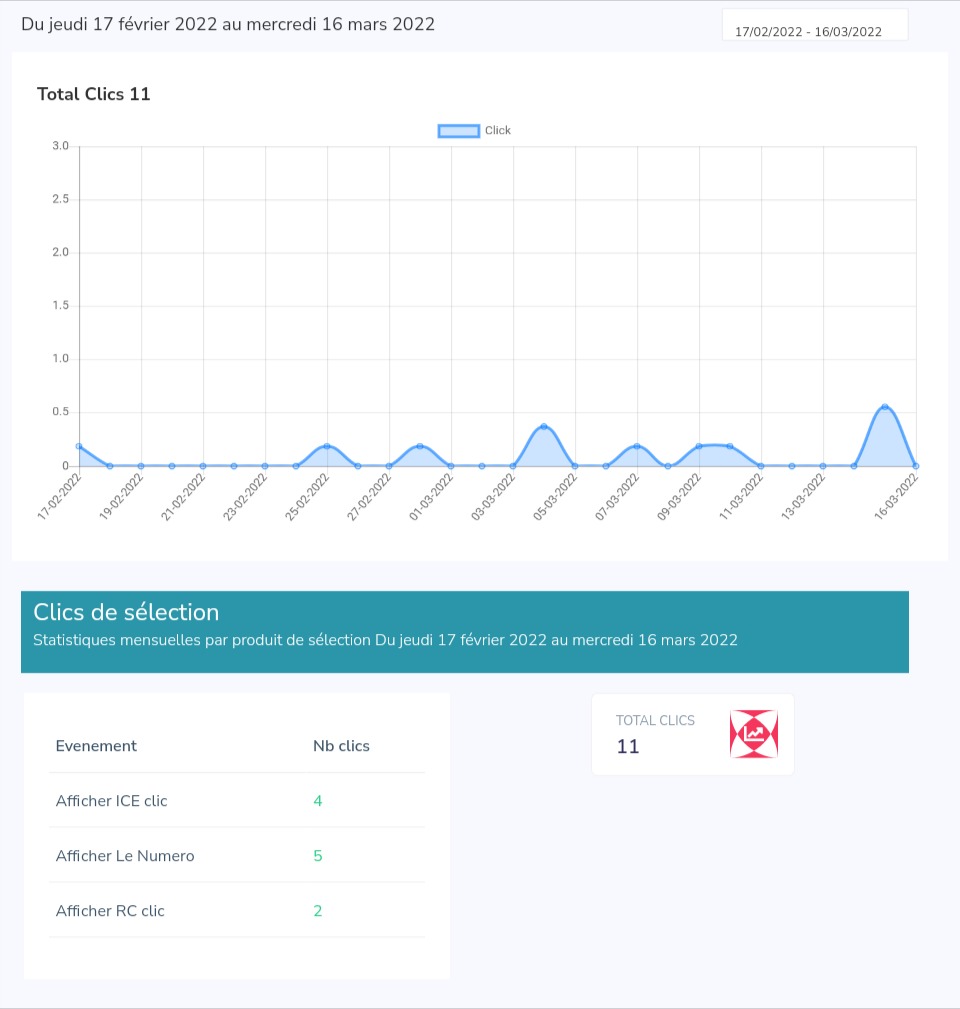 Du jeudi 17 février 2022 au mercredi 16 mars 2022
17/02/2022 - 16/03/2022
Total Clics 11
Click
3.0
2.5
2.0
1.5
1.0
0.5
0
17-02-2022
19-02-2022
21-02-2022
23-02-2022
25-02-2022
27-02-2022
01-03-2022
03-03-2022
05-03-2022
07-03-2022
09-03-2022
11-03-2022
13-03-2022
16-03-2022
Clics de sélection
Statistiques mensuelles par produit de sélection Du jeudi 17 février 2022 au mercredi 16 mars 2022
Evenement Nb clics
Afficher ICE clic 4
Afficher Le Numero 5
Afficher RC clic 2
TOTAL CLICS
11